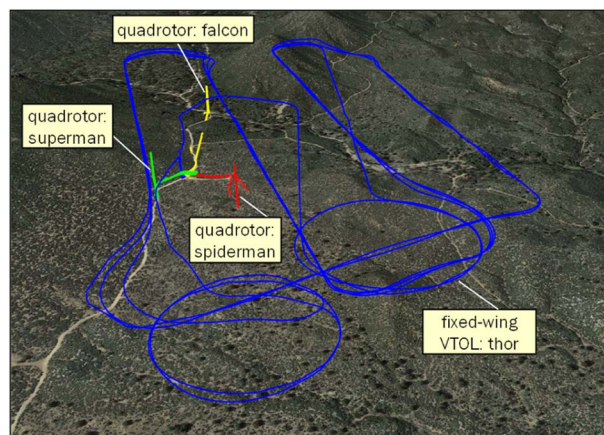 quadrotor: falcon
quadrotor:
superman
quadrotor:
spiderman
fixed-wing
VTOL: thor